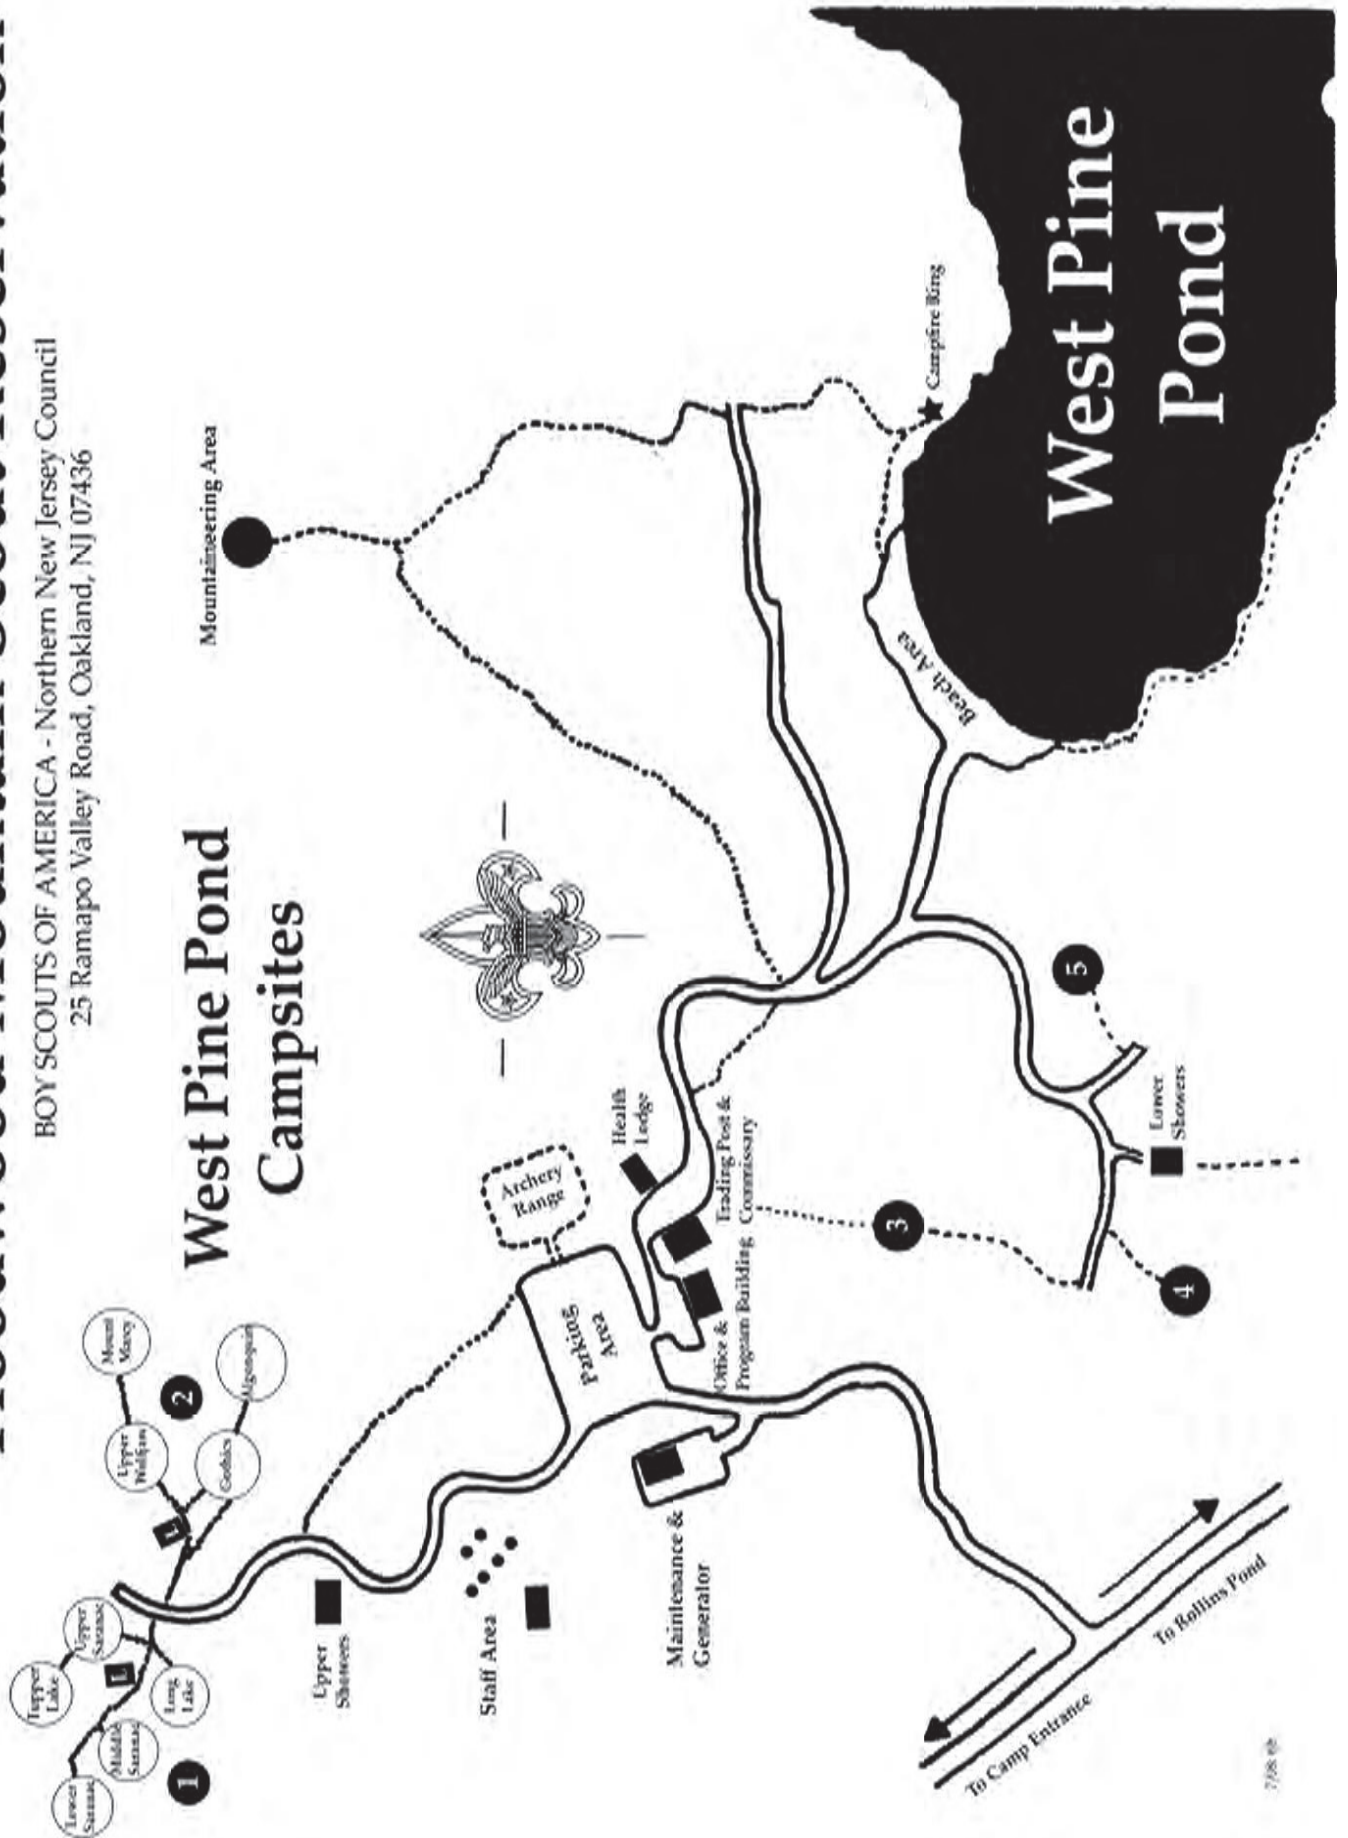 BOY SCOUTS OF AMERICA - Northern New Jersey Council
25 Ramapo Valley Road, Oakland, NJ 07436
West Pine Pond
Campsites
Mountaineering Area
Tupper
Lake
Upper
Saranac
Lower
Saranac
Middle
Saranac
Long
Lake
L
1
Mount
Marcy
Upper
Gothics
Algonquin
L
2
Upper
Showers
Staff Area
Archery
Range
Parking
Area
Health
Lodge
Trading Post &
Commissary
Office &
Program Building
Maintenance &
Generator
3
4
5
Lower
Showers
Beach Area
Campfire Ring
West Pine
Pond
To Camp Entrance
To Rollins Pond